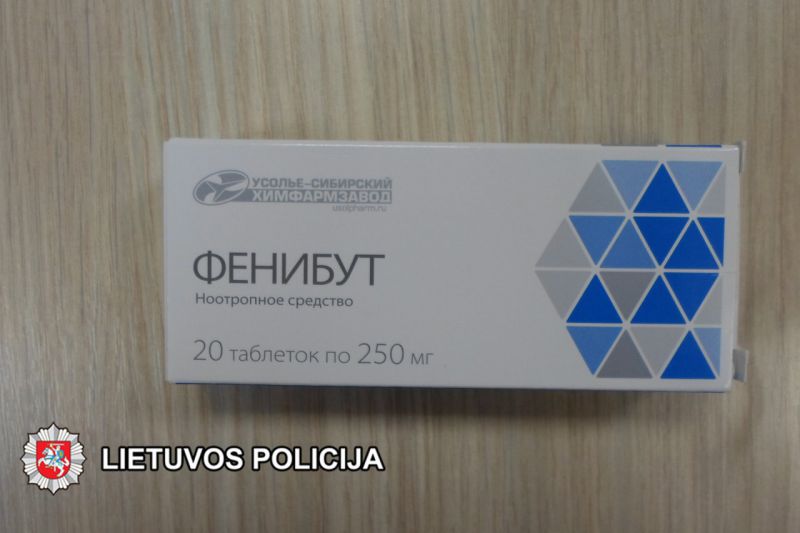 УСОЛЬЕ-СИБИРСКИЙ
ХИМФАРМЗАВОД
usolpharm.ru
ФЕНИБУТ
Ноотропное средство
20 таблеток по 250 мг
LIETUVOS POLICIJA